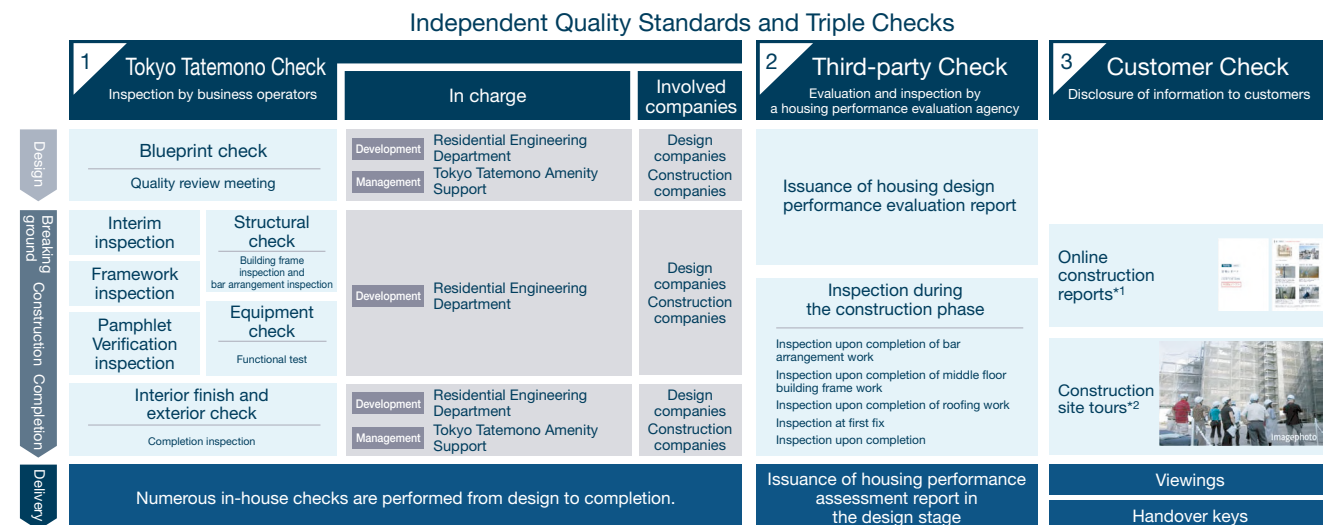 Independent Quality Standards and Triple Checks
1
Tokyo Tatemono Check
Inspection by business operators
In charge
Involved
companies
2
Third-party Check
Evaluation and inspection by
a housing performance evaluation agency
3
Customer Check
Disclosure of information to customers
Design
Blueprint check
Quality review meeting
Development
Residential Engineering
Department
Management
Tokyo Tatemono Amenity
Support
Design
companies
Construction
companies
Issuance of housing design
performance evaluation report
Breaking
ground
Construction
Completion
Interim
inspection
Framework
inspection
Pamphlet
Verification
inspection
Structural
check
Building frame
inspection and
bar arrangement inspection
Equipment
check
Functional test
Development
Residential Engineering
Department
Design
companies
Construction
companies
Inspection during
the construction phase
Inspection upon completion of bar
arrangement work
Inspection upon completion of middle floor
building frame work
Inspection upon completion of roofing work
Inspection at first fix
Inspection upon completion
Online
construction
reports*1
Construction
site tours*2
Imagephoto
Interior finish and
exterior check
Completion inspection
Development
Residential Engineering
Department
Management
Tokyo Tatemono Amenity
Support
Design
companies
Construction
companies
Delivery
Numerous in-house checks are performed from design to completion.
Issuance of housing performance
assessment report in
the design stage
Viewings
Handover keys